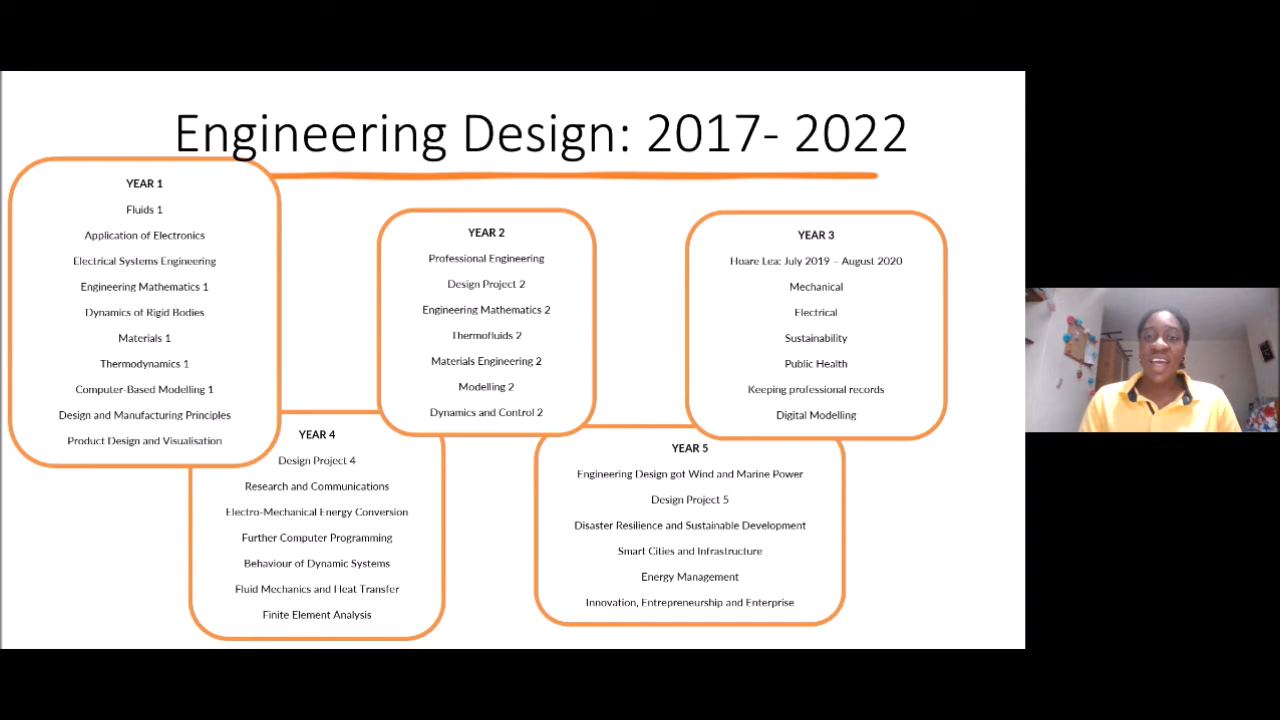 Engineering Design: 2017- 2022
YEAR 1
Fluids 1
Application of Electronics
Electrical Systems Engineering
Engineering Mathematics 1
Dynamics of Rigid Bodies
Materials 1
Thermodynamics 1
Computer-Based Modelling 1
Design and Manufacturing Principles
Product Design and Visualisation
YEAR 2
Professional Engineering
Design Project 2
Engineering Mathematics 2
Thermofluids 2
Materials Engineering 2
Modelling 2
Dynamics and Control 2
YEAR 3
Hoare Lea: July 2019 – August 2020
Mechanical
Electrical
Sustainability
Public Health
Keeping professional records
Digital Modelling
YEAR 4
Design Project 4
Research and Communications
Electro-Mechanical Energy Conversion
Further Computer Programming
Behaviour of Dynamic Systems
Fluid Mechanics and Heat Transfer
Finite Element Analysis
YEAR 5
Engineering Design got Wind and Marine Power
Design Project 5
Disaster Resilience and Sustainable Development
Smart Cities and Infrastructure
Energy Management
Innovation, Entrepreneurship and Enterprise